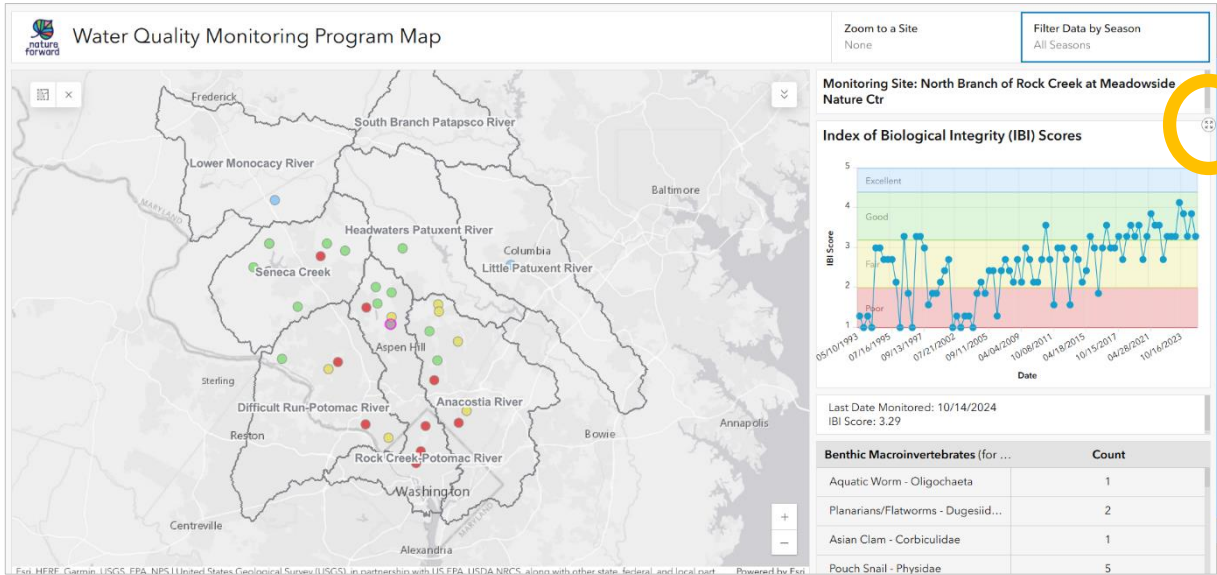 nature
forward
Water Quality Monitoring Program Map
Zoom to a Site
None
Filter Data by Season
All Seasons
Frederick
South Branch Patapsco River
Lower Monocacy River
MARYLAND
Baltimore
Headwaters Patuxent River
Columbia
Little Patuxent River
Seneca Creek
Aspen Hill
Sterling
Difficult Run-Potomac River
Anacostia River
Reston
Bowie
Annapolis
Rock Creek-Potomac River
Washington
MARYLAND
Centreville
Alexandria
+
−
Esri, HERE, Garmin, USGS, EPA, NPS | United States Geological Survey (USGS), in partnership with US EPA, USDA NRCS, along with other state, federal, and local part
Powered by Esri
Monitoring Site: North Branch of Rock Creek at Meadowside
Nature Ctr
Index of Biological Integrity (IBI) Scores
5
Excellent
4
Good
IBI Score
3
Fair
2
Poor
1
05/10/1993
07/16/1995
09/13/1997
07/21/2002
09/11/2005
04/04/2009
10/08/2011
04/18/2015
10/15/2017
04/28/2021
10/16/2023
Date
Last Date Monitored: 10/14/2024
IBI Score: 3.29
Benthic Macroinvertebrates (for ... Count
Aquatic Worm - Oligochaeta 1
Planarians/Flatworms - Dugesiid... 2
Asian Clam - Corbiculidae 1
Pouch Snail - Physidae 5